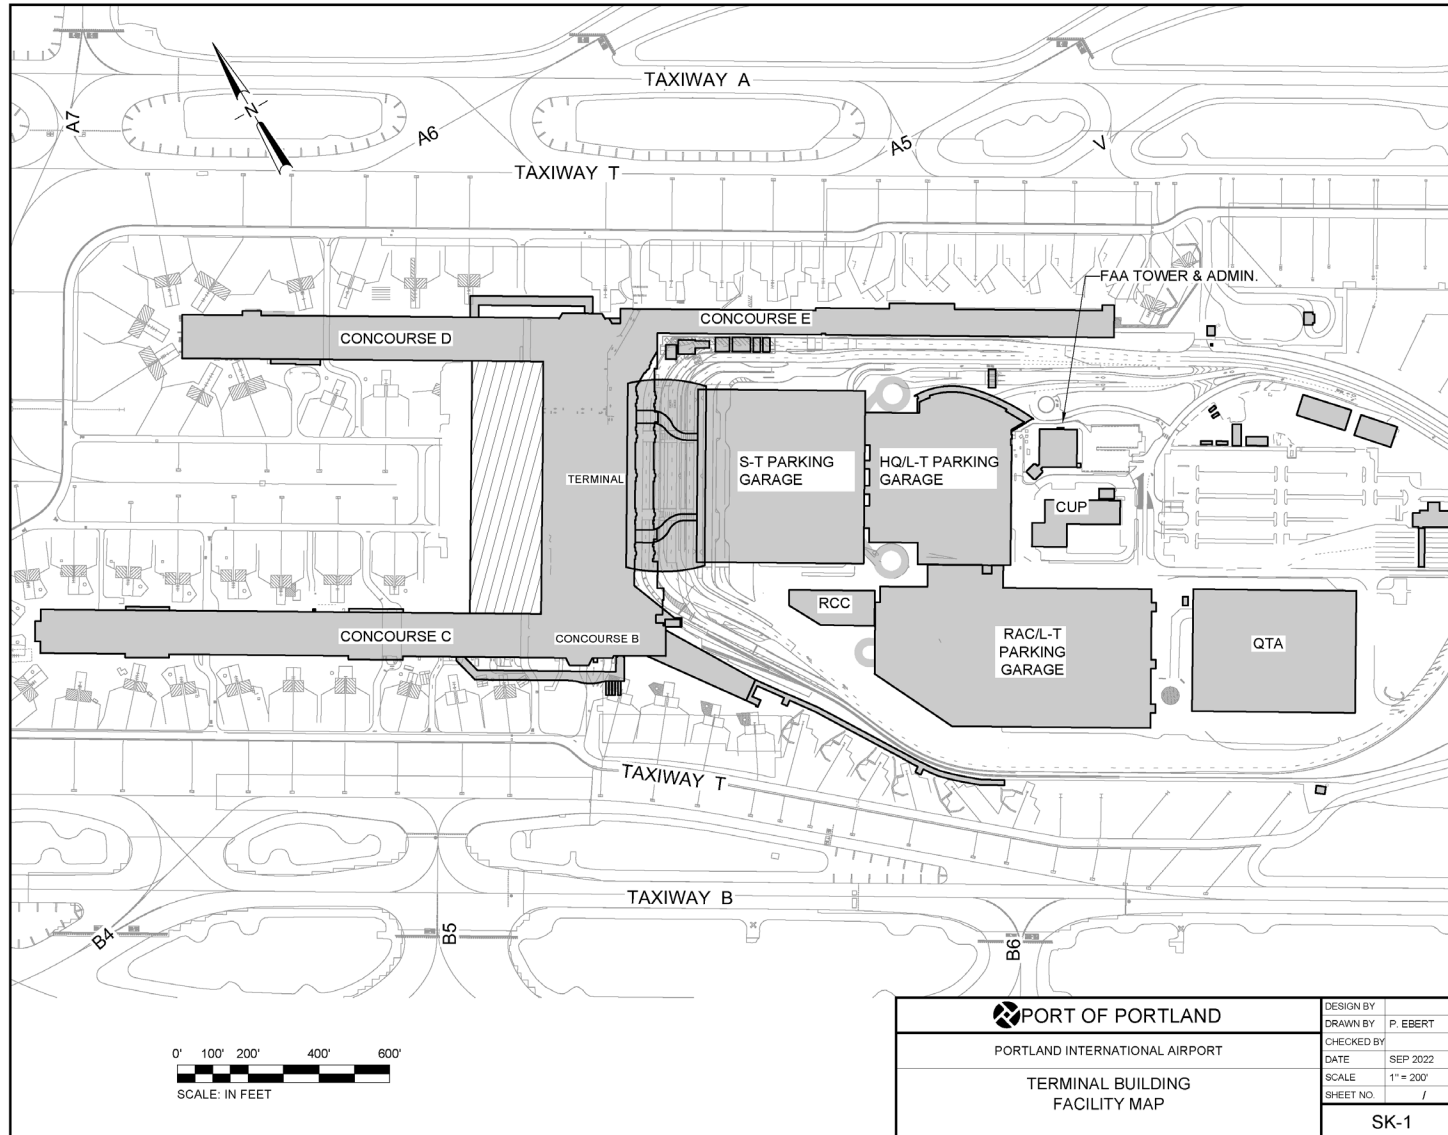 TAXIWAY A
A7
A6
A5
V
TAXIWAY T
N
FAA TOWER & ADMIN.
CONCOURSE E
CONCOURSE D
S-T PARKING
GARAGE
HQ/L-T PARKING
GARAGE
TERMINAL
CUP
RCC
CONCOURSE C
CONCOURSE B
RAC/L-T
PARKING
GARAGE
QTA
TAXIWAY T
TAXIWAY B
B4
B5
B6
0' 100' 200' 400' 600'
SCALE: IN FEET
PORT OF PORTLAND
PORTLAND INTERNATIONAL AIRPORT
TERMINAL BUILDING
FACILITY MAP
DESIGN BY
DRAWN BY P. EBERT
CHECKED BY
DATE SEP 2022
SCALE 1" = 200'
SHEET NO. /
SK-1